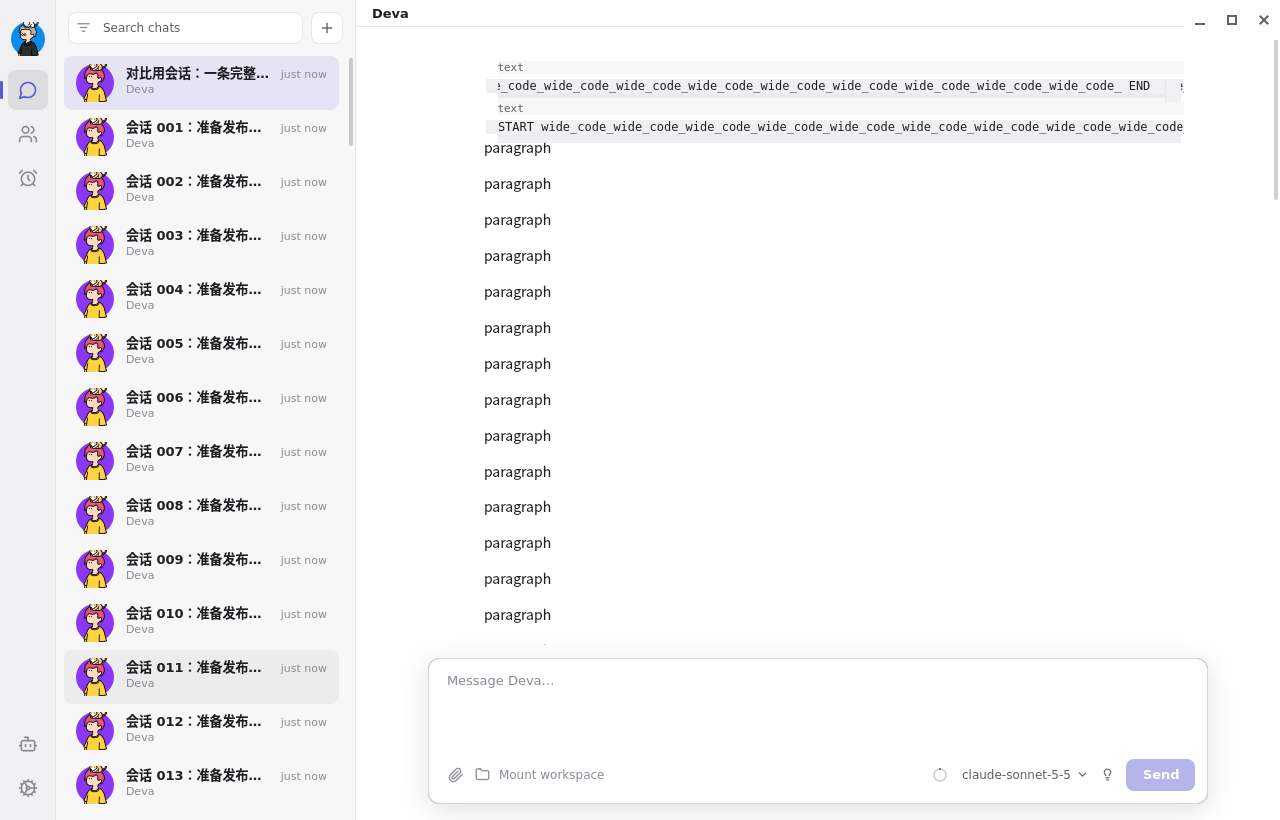 Search chats
对比用会话：一条完整... just now
Deva
会话 001：准备发布... just now
Deva
会话 002：准备发布... just now
Deva
会话 003：准备发布... just now
Deva
会话 004：准备发布... just now
Deva
会话 005：准备发布... just now
Deva
会话 006：准备发布... just now
Deva
会话 007：准备发布... just now
Deva
会话 008：准备发布... just now
Deva
会话 009：准备发布... just now
Deva
会话 010：准备发布... just now
Deva
会话 011：准备发布... just now
Deva
会话 012：准备发布... just now
Deva
会话 013：准备发布... just now
Deva
Deva
text
_code_wide_code_wide_code_wide_code_wide_code_wide_code_wide_code_wide_code_wide_code_ END
text
START wide_code_wide_code_wide_code_wide_code_wide_code_wide_code_wide_code_wide_code_wide_code
paragraph
paragraph
paragraph
paragraph
paragraph
paragraph
paragraph
paragraph
paragraph
paragraph
paragraph
paragraph
paragraph
paragraph
Message Deva...
Mount workspace
claude-sonnet-5-5
Send